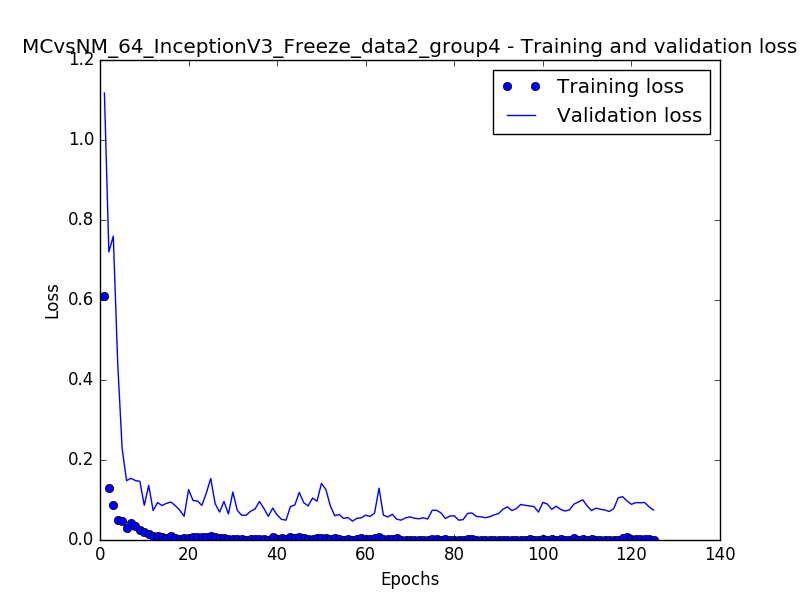 MCvsNM_64_InceptionV3_Freeze_data2_group4 - Training and validation loss
1.2
Training loss
Validation loss
1.0
0.8
0.6
Loss
0.4
0.2
0.0
0 20 40 60 80 100 120 140
Epochs